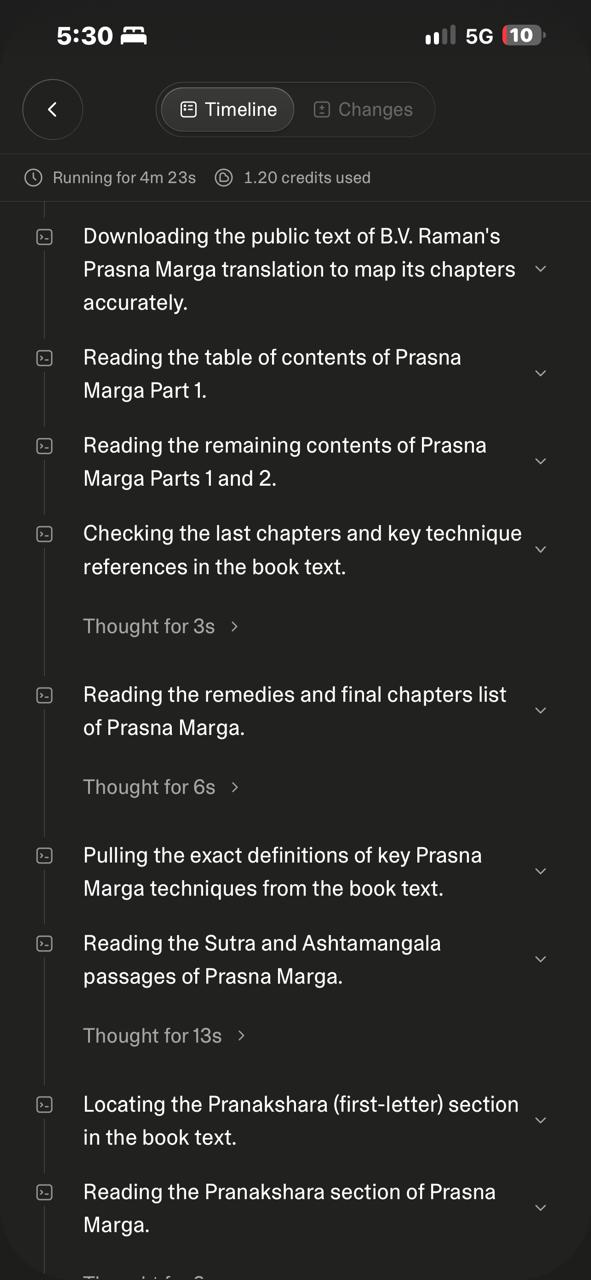 5:30
5G 10
Timeline
Changes
Running for 4m 23s
1.20 credits used
Downloading the public text of B.V. Raman's
Prasna Marga translation to map its chapters
accurately.
Reading the table of contents of Prasna
Marga Part 1.
Reading the remaining contents of Prasna
Marga Parts 1 and 2.
Checking the last chapters and key technique
references in the book text.
Thought for 3s
Reading the remedies and final chapters list
of Prasna Marga.
Thought for 6s
Pulling the exact definitions of key Prasna
Marga techniques from the book text.
Reading the Sutra and Ashtamangala
passages of Prasna Marga.
Thought for 13s
Locating the Pranakshara (first-letter) section
in the book text.
Reading the Pranakshara section of Prasna
Marga.
Thought for